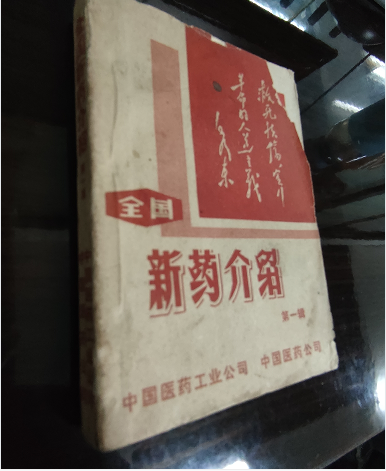 救死扶伤实行
革命的人道主义
毛泽东
全国
新药介绍
第一辑
中国医药工业公司 中国医药公司